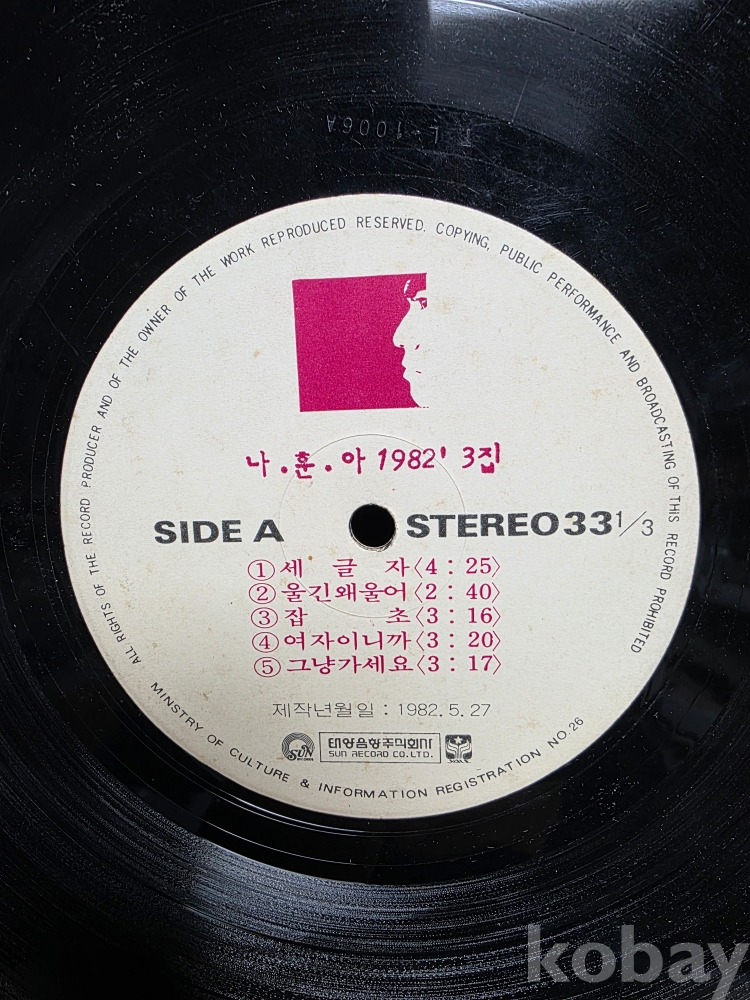 L-1006A
ALL RIGHTS OF THE RECORD PRODUCER AND OF THE OWNER OF THE WORK REPRODUCED RESERVED. COPYING, PUBLIC PERFORMANCE AND BROADCASTING OF THIS RECORD PROHIBITED
나.훈.아 1982' 3집
SIDE A STEREO 33 1/3
① 세 글 자〈4 : 25〉
② 울긴왜울어〈2 : 40〉
③ 잡 초〈3 : 16〉
④ 여자이니까〈3 : 20〉
⑤ 그냥가세요〈3 : 17〉
제작년월일 : 1982. 5. 27
SUN RECORDS
태양음향주식회사
SUN RECORD CO. LTD.
MINSTRY OF CULTURE & INFORMATION REGISTRATION NO. 26
kobay